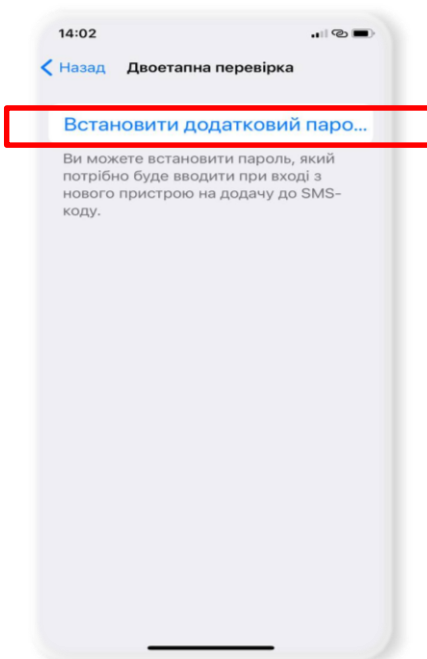 14:02
Назад Двоетапна перевірка
Встановити додатковий паро...
Ви можете встановити пароль, який
потрібно буде вводити при вході з
нового пристрою на додачу до SMS-
коду.